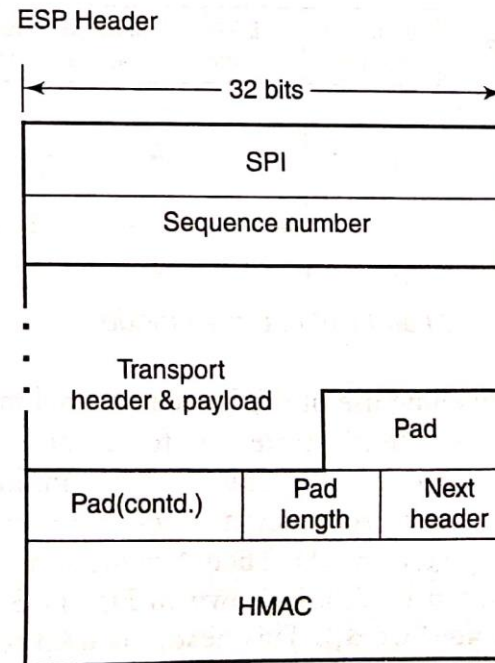 ESP Header
32 bits
SPI
Sequence number
Transport
header & payload
Pad
Pad(contd.)
Pad
length
Next
header
HMAC